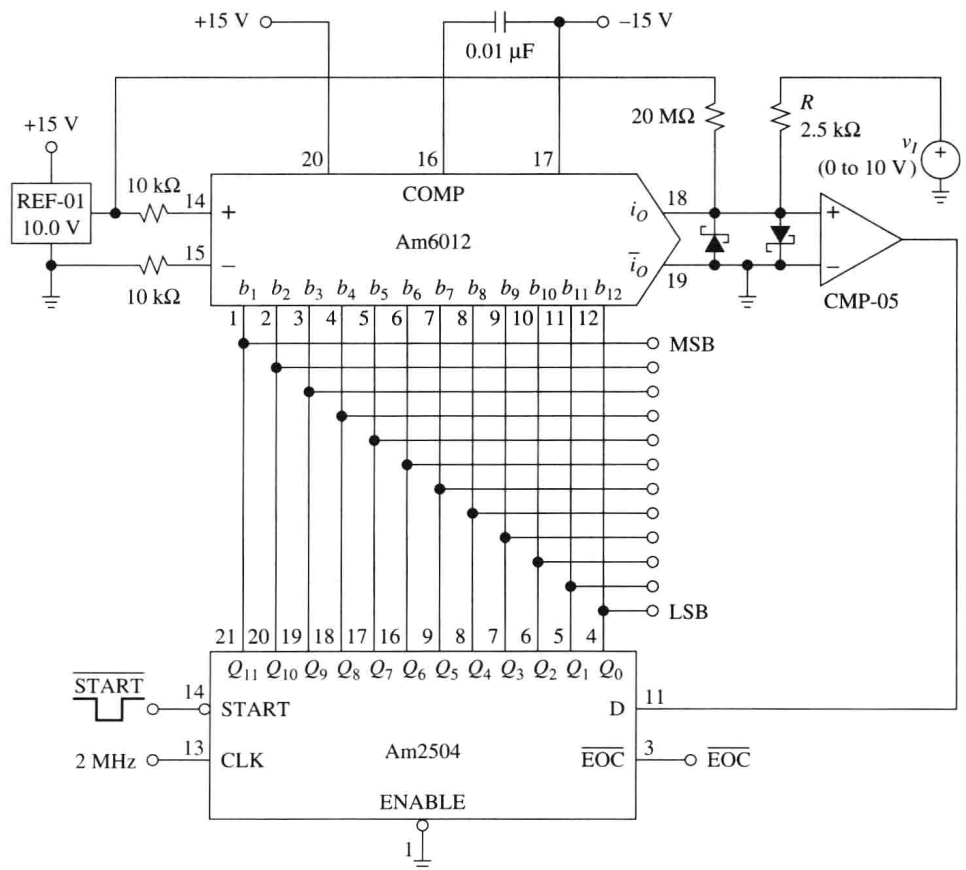 +15 V
–15 V
0.01 μF
+15 V
20 MΩ
R
2.5 kΩ
v_I
(0 to 10 V)
20
16
17
REF-01
10.0 V
10 kΩ
14
+
COMP
i_O
18
+
Am6012
15
–
i̅_O
19
–
10 kΩ
CMP-05
b_1 b_2 b_3 b_4 b_5 b_6 b_7 b_8 b_9 b_10 b_11 b_12
1 2 3 4 5 6 7 8 9 10 11 12
MSB
LSB
21 20 19 18 17 16 9 8 7 6 5 4
Q_11 Q_10 Q_9 Q_8 Q_7 Q_6 Q_5 Q_4 Q_3 Q_2 Q_1 Q_0
S̅T̅A̅R̅T̅
14
START
D
11
2 MHz
13
CLK
Am2504
E̅O̅C̅
3
E̅O̅C̅
ENABLE
1
+